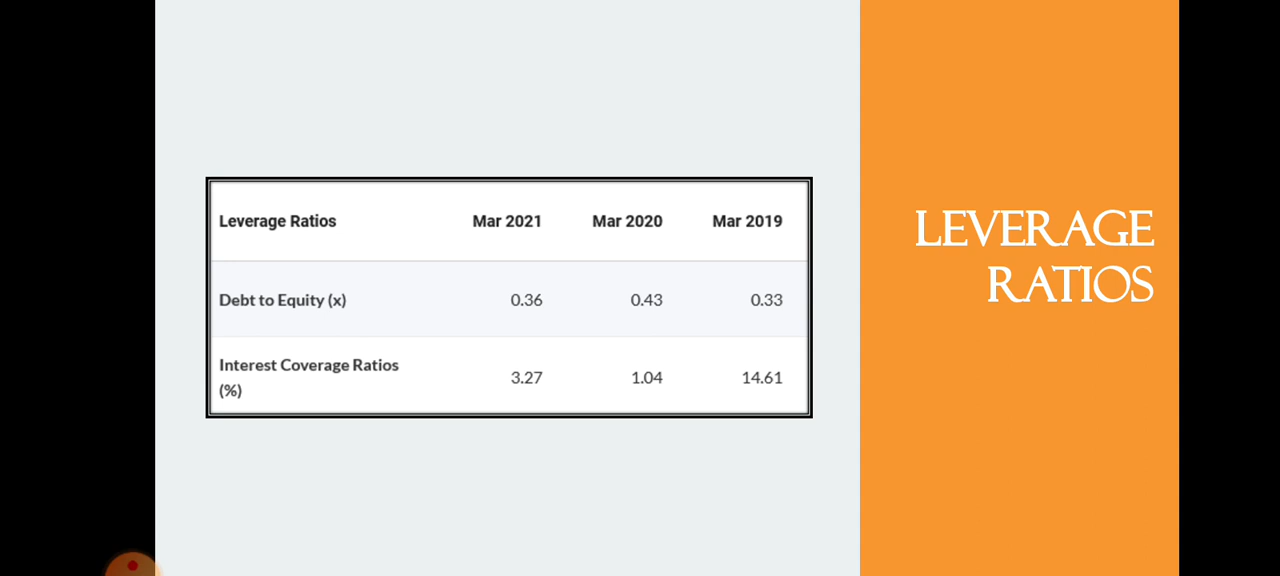 Leverage Ratios Mar 2021 Mar 2020 Mar 2019
Debt to Equity (x) 0.36 0.43 0.33
Interest Coverage Ratios
(%) 3.27 1.04 14.61
LEVERAGE
RATIOS